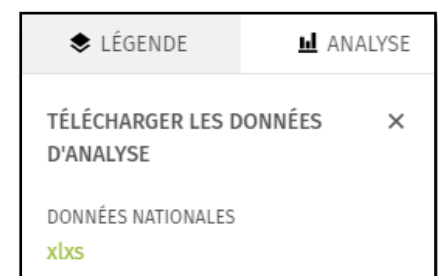 LÉGENDE
ANALYSE
TÉLÉCHARGER LES DONNÉES
D'ANALYSE
DONNÉES NATIONALES
xlxs